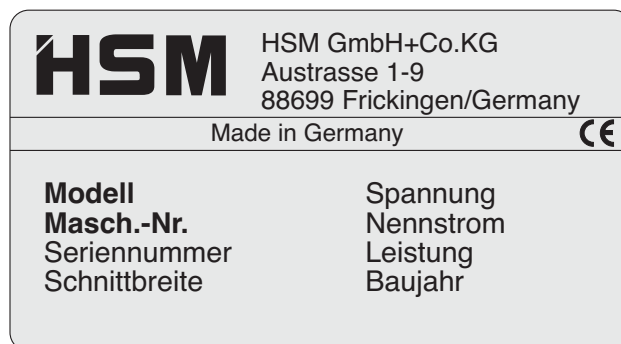 HSM
HSM GmbH+Co.KG
Austrasse 1-9
88699 Frickingen/Germany
Made in Germany
CE
Modell
Masch.-Nr.
Seriennummer
Schnittbreite
Spannung
Nennstrom
Leistung
Baujahr